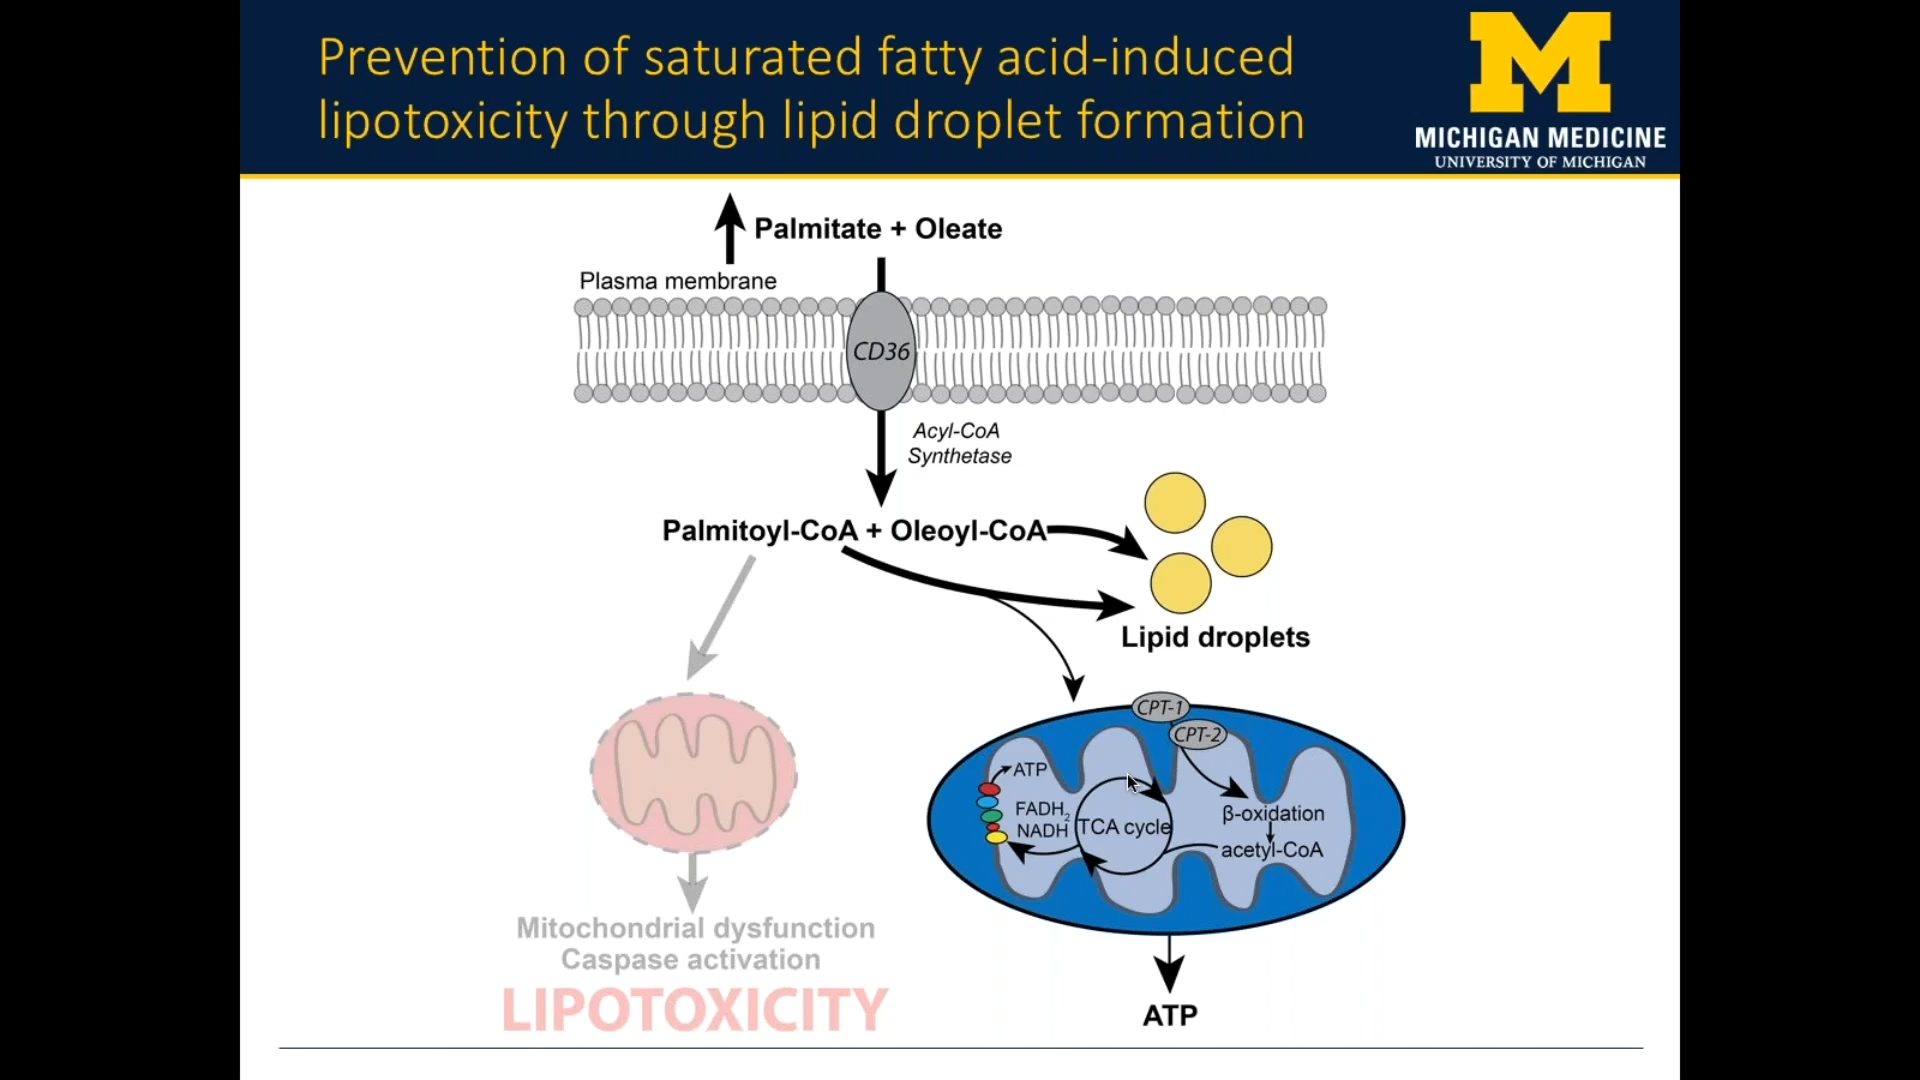 Prevention of saturated fatty acid-induced
lipotoxicity through lipid droplet formation
M
MICHIGAN MEDICINE
UNIVERSITY OF MICHIGAN
Palmitate + Oleate
Plasma membrane
CD36
Acyl-CoA
Synthetase
Palmitoyl-CoA + Oleoyl-CoA
Lipid droplets
CPT-1
CPT-2
ATP
FADH₂
NADH
TCA cycle
β-oxidation
acetyl-CoA
Mitochondrial dysfunction
Caspase activation
LIPOTOXICITY
ATP